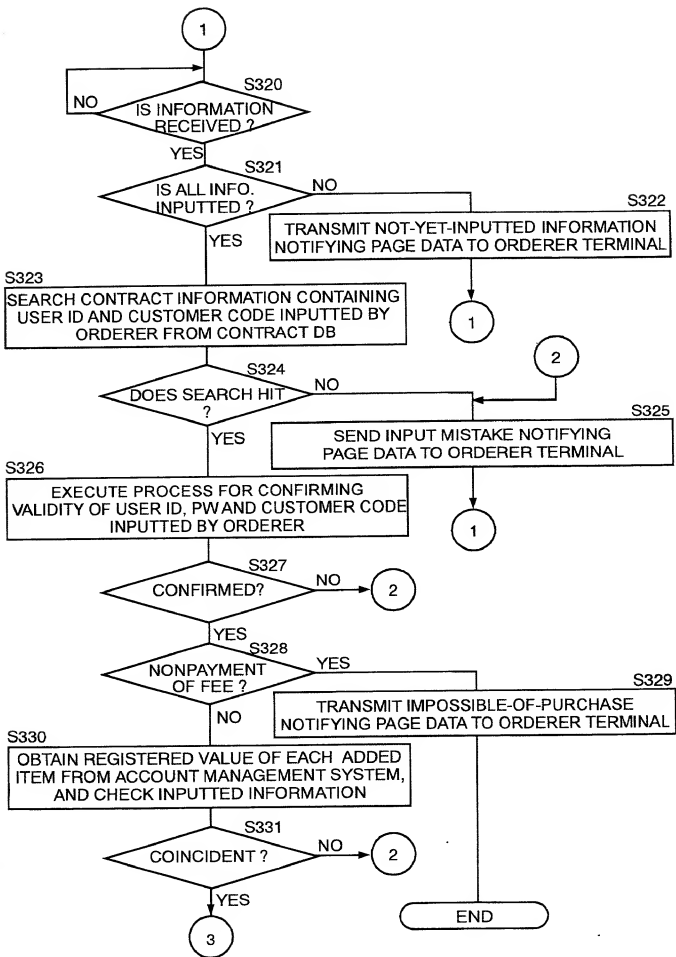 1
S320
NO
IS INFORMATION
RECEIVED ?
YES
S321
IS ALL INFO.
INPUTTED ?
NO
YES
S322
TRANSMIT NOT-YET-INPUTTED INFORMATION
NOTIFYING PAGE DATA TO ORDERER TERMINAL
1
S323
SEARCH CONTRACT INFORMATION CONTAINING
USER ID AND CUSTOMER CODE INPUTTED BY
ORDERER FROM CONTRACT DB
2
S324
DOES SEARCH HIT
?
NO
YES
S325
SEND INPUT MISTAKE NOTIFYING
PAGE DATA TO ORDERER TERMINAL
1
S326
EXECUTE PROCESS FOR CONFIRMING
VALIDITY OF USER ID, PW AND CUSTOMER CODE
INPUTTED BY ORDERER
S327
CONFIRMED?
NO
2
YES
S328
NONPAYMENT
OF FEE ?
YES
NO
S329
TRANSMIT IMPOSSIBLE-OF-PURCHASE
NOTIFYING PAGE DATA TO ORDERER TERMINAL
S330
OBTAIN REGISTERED VALUE OF EACH ADDED
ITEM FROM ACCOUNT MANAGEMENT SYSTEM,
AND CHECK INPUTTED INFORMATION
S331
COINCIDENT ?
NO
2
YES
3
END